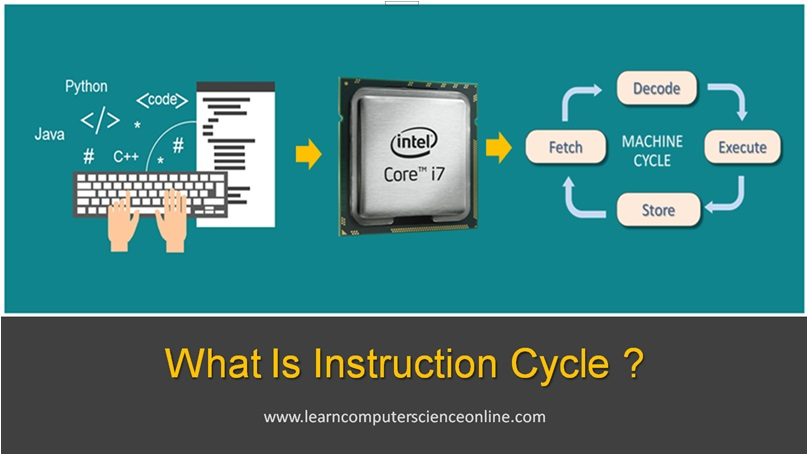 Python
<code>
</>
*
Java
#
C++
*
#
intel
Core™ i7
Decode
Fetch
MACHINE
CYCLE
Execute
Store
What Is Instruction Cycle ?
www.learncomputerscienceonline.com